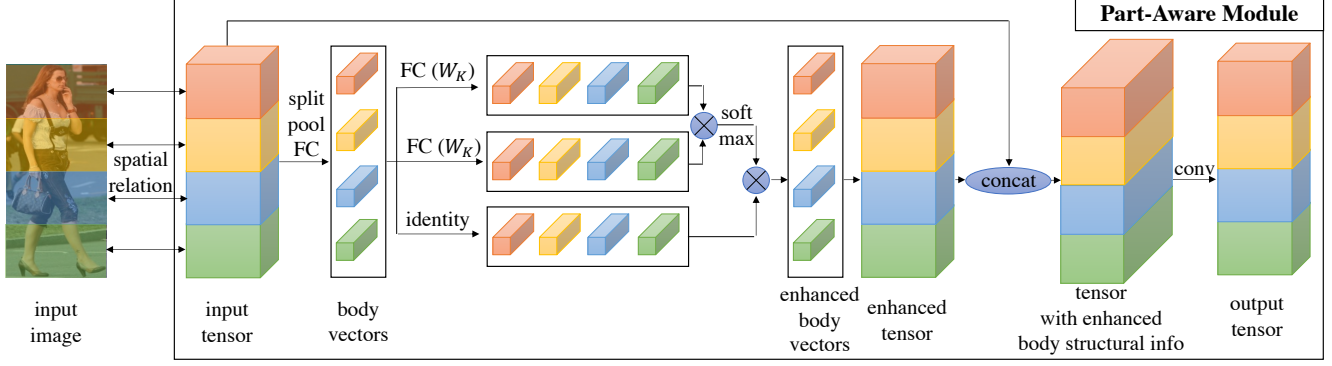 Part-Aware Module
spatial
relation
split
pool
FC
FC (W_K)
FC (W_K)
identity
soft
max
concat
conv
input
image
input
tensor
body
vectors
enhanced
body
vectors
enhanced
tensor
tensor
with enhanced
body structural info
output
tensor